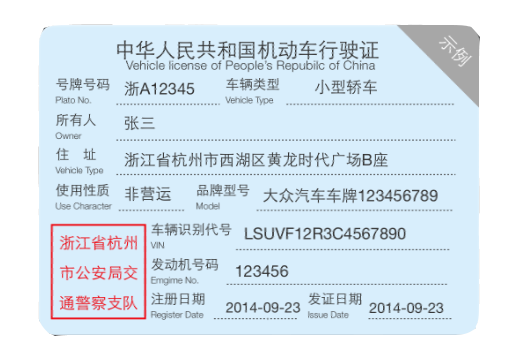 示例
中华人民共和国机动车行驶证
Vehicle license of People's Repubilc of China
号牌号码 浙A12345 车辆类型 小型轿车
Plato No. Vehicle Type
所有人 张三
Owner
住 址 浙江省杭州市西湖区黄龙时代广场B座
Vehicle Type
使用性质 非营运 品牌型号 大众汽车车牌123456789
Use Character Model
浙江省杭州
市公安局交
通警察支队
车辆识别代号 LSUVF12R3C4567890
VIN
发动机号码 123456
Emgime No.
注册日期 2014-09-23 发证日期 2014-09-23
Register Date Issue Date